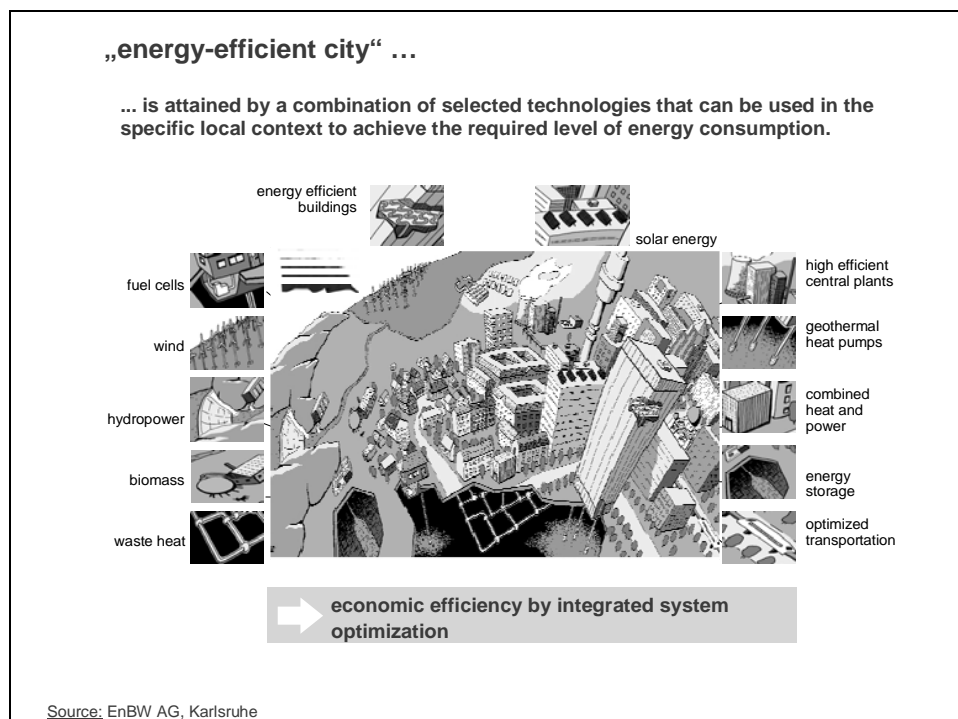 „energy-efficient city“ …
... is attained by a combination of selected technologies that can be used in the
specific local context to achieve the required level of energy consumption.
energy efficient
buildings
solar energy
fuel cells
wind
hydropower
biomass
waste heat
high efficient
central plants
geothermal
heat pumps
combined
heat and
power
energy
storage
optimized
transportation
economic efficiency by integrated system
optimization
Source: EnBW AG, Karlsruhe